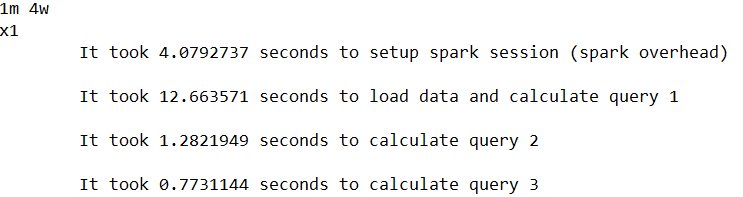 1m 4w
x1
It took 4.0792737 seconds to setup spark session (spark overhead)
It took 12.663571 seconds to load data and calculate query 1
It took 1.2821949 seconds to calculate query 2
It took 0.7731144 seconds to calculate query 3